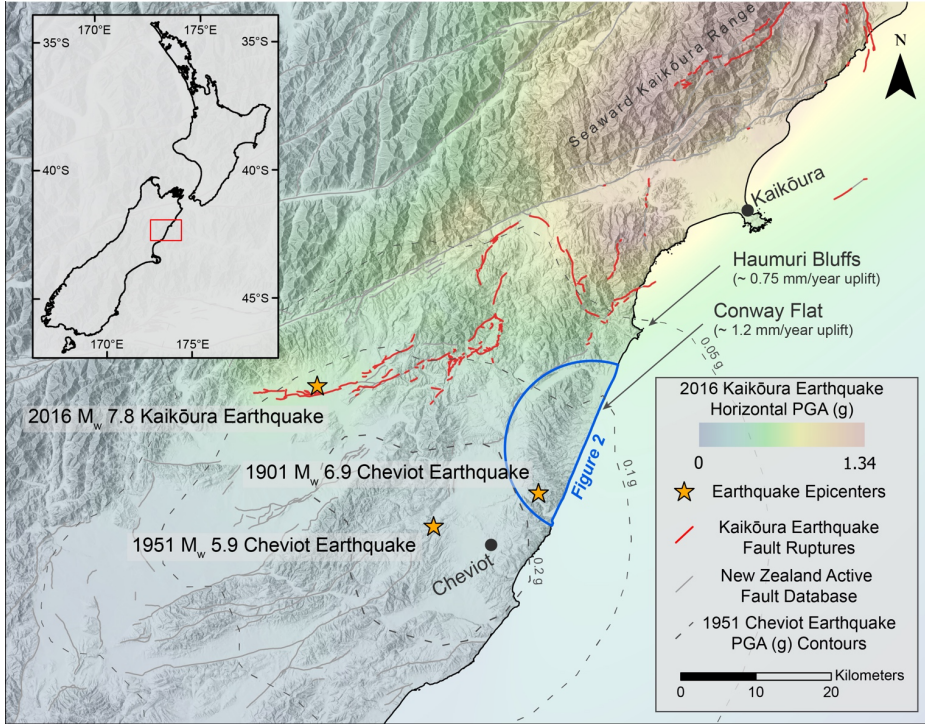 170°E
175°E
35°S
35°S
40°S
40°S
45°S
45°S
170°E
175°E
Seaward Kaikōura Range
N
Kaikōura
Haumuri Bluffs
(~ 0.75 mm/year uplift)
Conway Flat
(~ 1.2 mm/year uplift)
0.05 g
2016 Mw 7.8 Kaikōura Earthquake
1901 Mw 6.9 Cheviot Earthquake
Figure 2
0.1 g
1951 Mw 5.9 Cheviot Earthquake
Cheviot
0.2 g
2016 Kaikōura Earthquake
Horizontal PGA (g)
0
1.34
Earthquake Epicenters
Kaikōura Earthquake
Fault Ruptures
New Zealand Active
Fault Database
1951 Cheviot Earthquake
PGA (g) Contours
Kilometers
0
10
20